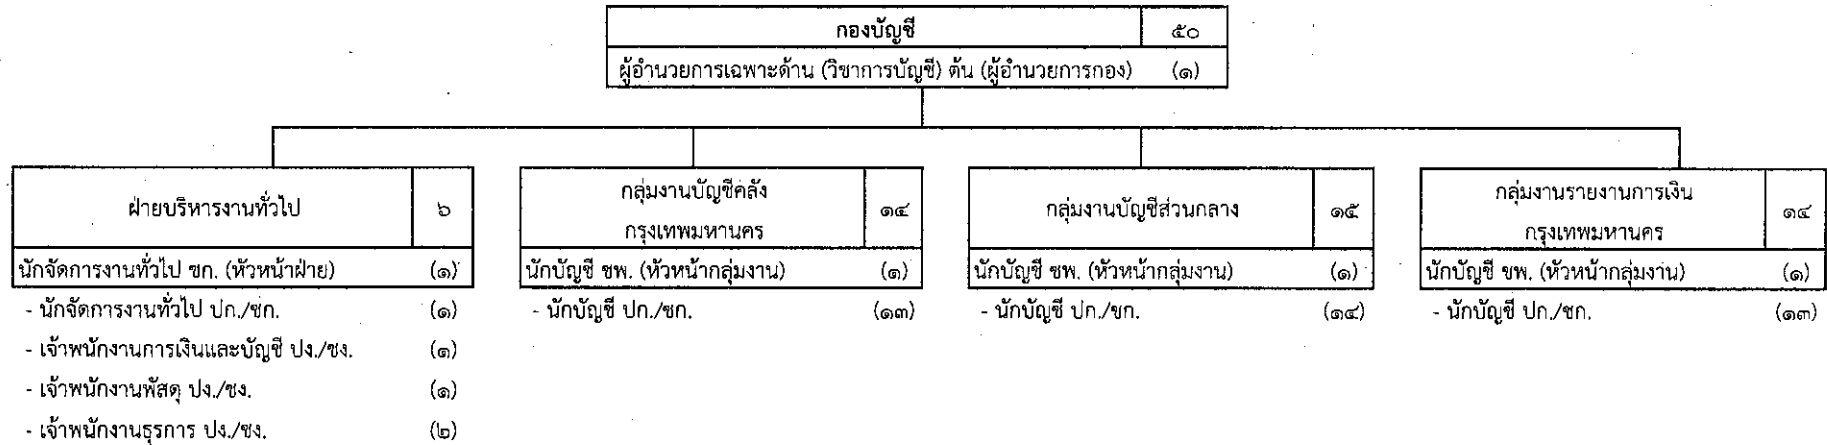 กองบัญชี ๕๐
ผู้อำนวยการเฉพาะด้าน (วิชาการบัญชี) ต้น (ผู้อำนวยการกอง) (๑)
ฝ่ายบริหารงานทั่วไป ๖
นักจัดการงานทั่วไป ชก. (หัวหน้าฝ่าย) (๑)
- นักจัดการงานทั่วไป ปก./ชก. (๑)
- เจ้าพนักงานการเงินและบัญชี ปง./ชง. (๑)
- เจ้าพนักงานพัสดุ ปง./ชง. (๑)
- เจ้าพนักงานธุรการ ปง./ชง. (๒)
กลุ่มงานบัญชีคลัง
กรุงเทพมหานคร ๑๔
นักบัญชี ชพ. (หัวหน้ากลุ่มงาน) (๑)
- นักบัญชี ปก./ชก. (๑๓)
กลุ่มงานบัญชีส่วนกลาง ๑๕
นักบัญชี ชพ. (หัวหน้ากลุ่มงาน) (๑)
- นักบัญชี ปก./ชก. (๑๔)
กลุ่มงานรายงานการเงิน
กรุงเทพมหานคร ๑๔
นักบัญชี ชพ. (หัวหน้ากลุ่มงาน) (๑)
- นักบัญชี ปก./ชก. (๑๓)